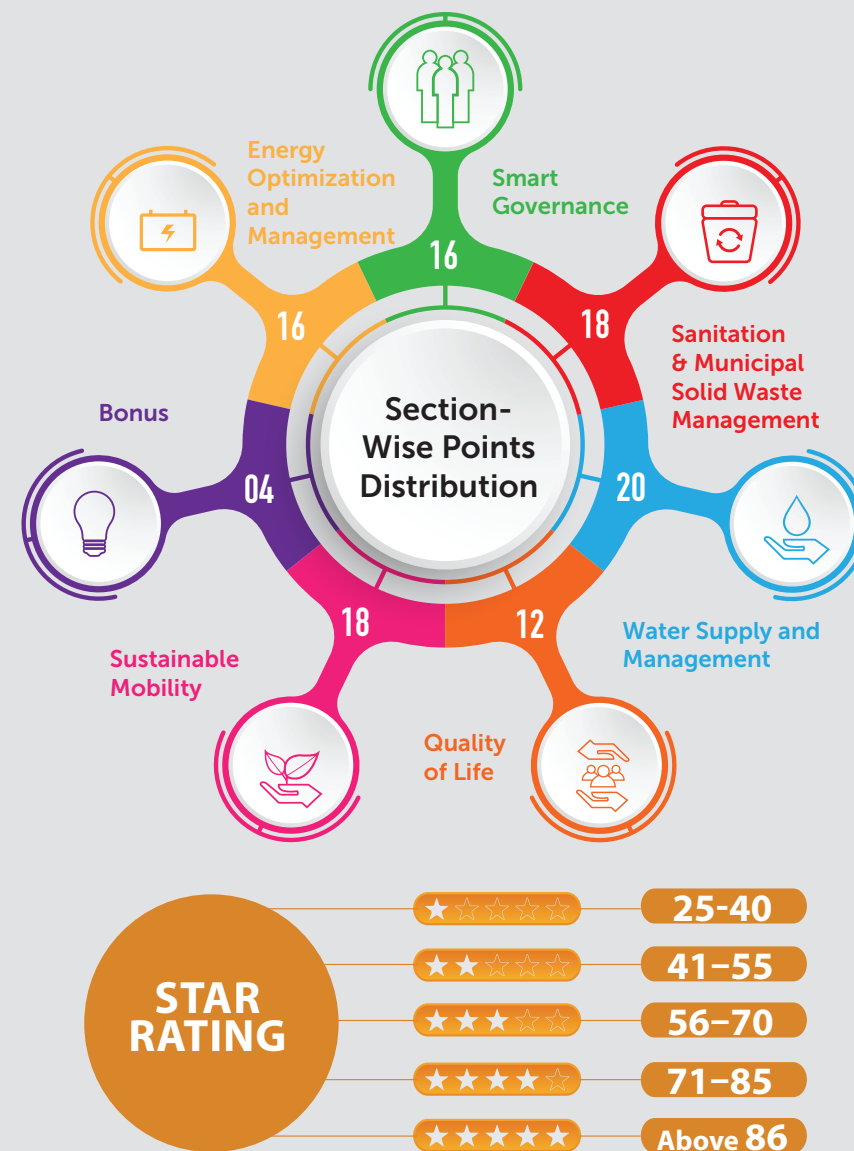 Energy
Optimization
and
Management
16
Smart
Governance
16
Sanitation
& Municipal
Solid Waste
Management
18
Bonus
04
Section-
Wise Points
Distribution
20
Water Supply and
Management
Sustainable
Mobility
18
Quality
of Life
12
STAR
RATING
25-40
41–55
56–70
71–85
Above 86